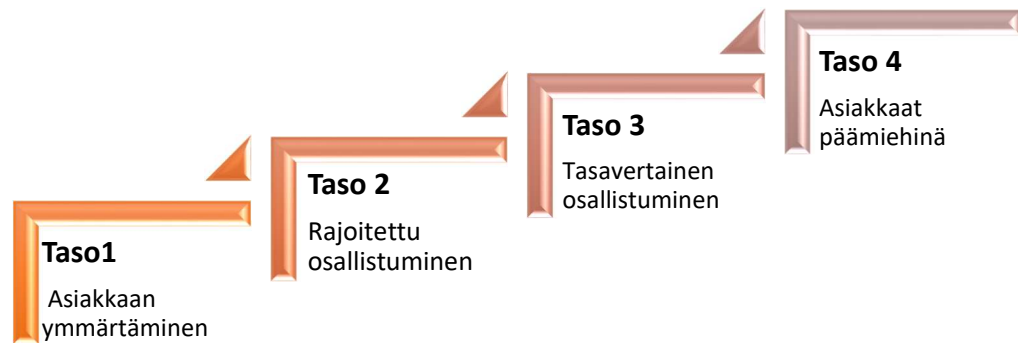 Taso1
Asiakkaan
ymmärtäminen
Taso 2
Rajoitettu
osallistuminen
Taso 3
Tasavertainen
osallistuminen
Taso 4
Asiakkaat
päämiehinä